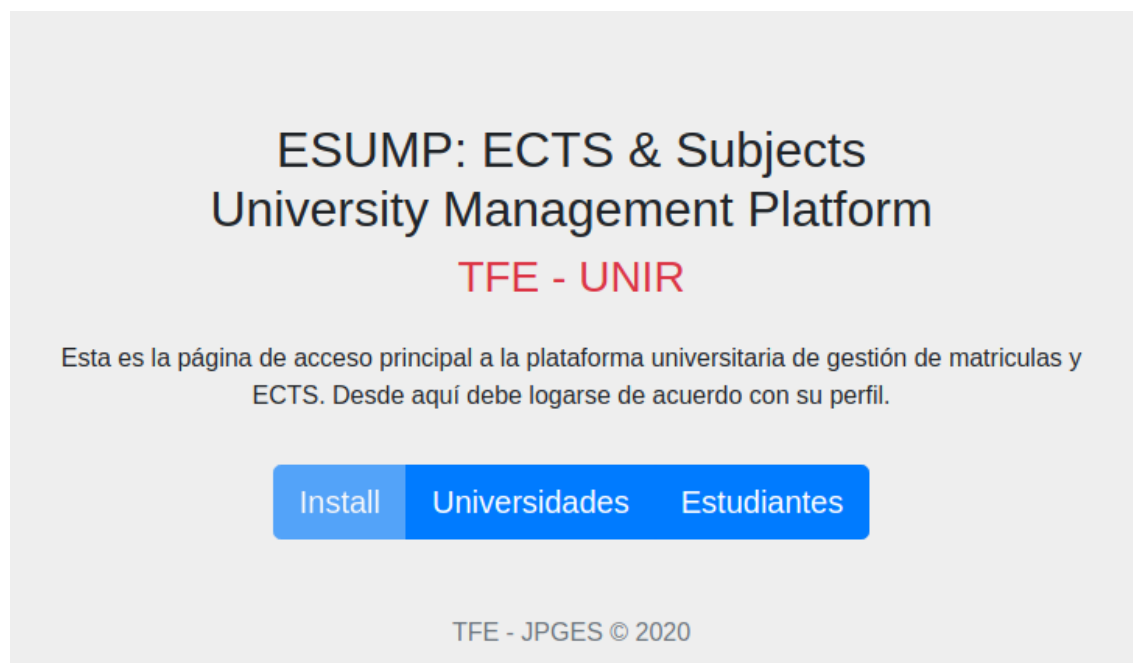 ESUMP: ECTS & Subjects
University Management Platform
TFE - UNIR
Esta es la página de acceso principal a la plataforma universitaria de gestión de matriculas y
ECTS. Desde aquí debe logarse de acuerdo con su perfil.
Install Universidades Estudiantes
TFE - JPGES © 2020